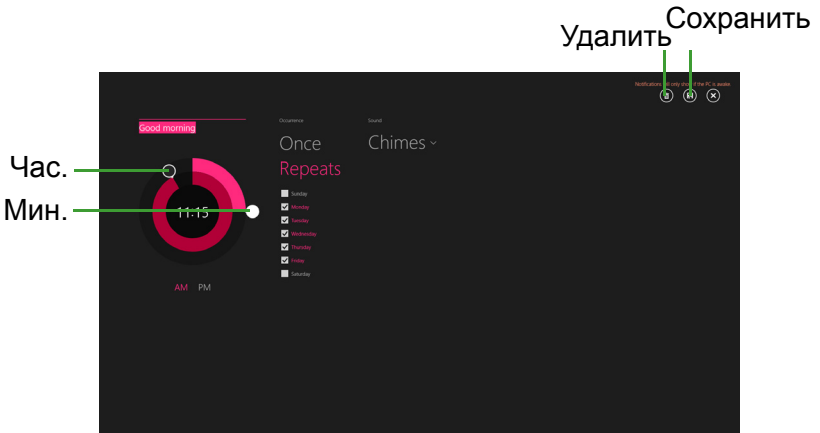 Сохранить
Удалить
Notifications will only show if the PC is awake.
Good morning
Occurrence
Sound
Once
Chimes
Repeats
Час.
Мин.
11:15
Sunday
Monday
Tuesday
Wednesday
Thursday
Friday
Saturday
AM PM